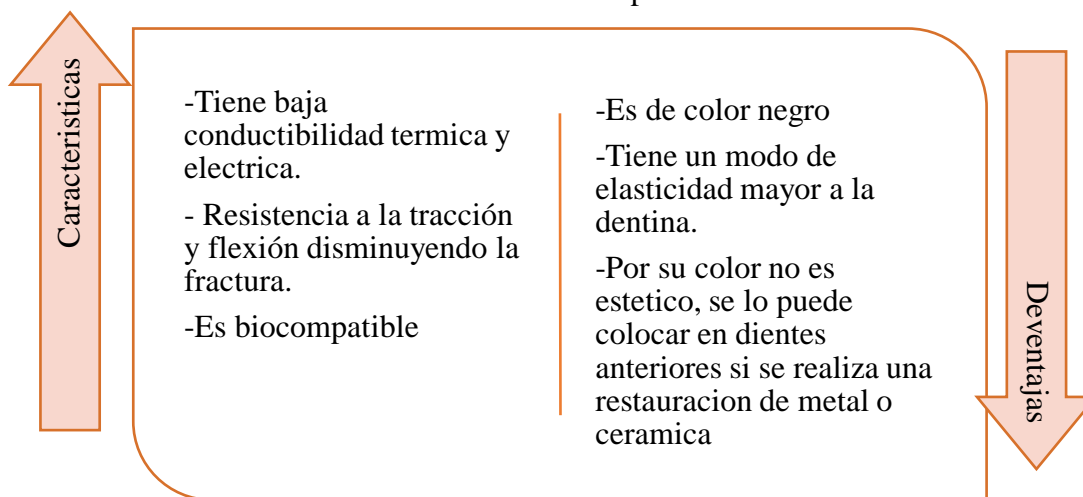 Caracteristicas
-Tiene baja
conductibilidad termica y
electrica.
- Resistencia a la tracción
y flexión disminuyendo la
fractura.
-Es biocompatible
-Es de color negro
-Tiene un modo de
elasticidad mayor a la
dentina.
-Por su color no es
estetico, se lo puede
colocar en dientes
anteriores si se realiza una
restauracion de metal o
ceramica
Deventajas